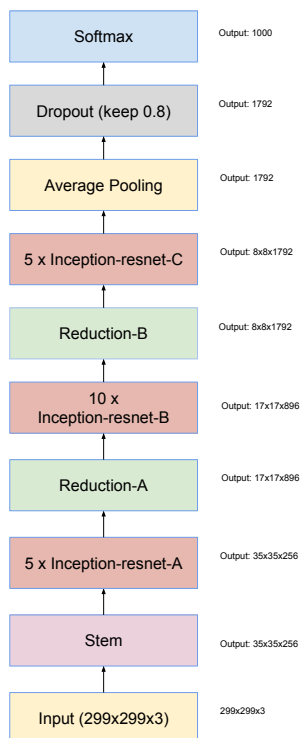 Softmax
Output: 1000
Dropout (keep 0.8)
Output: 1792
Average Pooling
Output: 1792
5 x Inception-resnet-C
Output: 8x8x1792
Reduction-B
Output: 8x8x1792
10 x
Inception-resnet-B
Output: 17x17x896
Reduction-A
Output: 17x17x896
5 x Inception-resnet-A
Output: 35x35x256
Stem
Output: 35x35x256
Input (299x299x3)
299x299x3